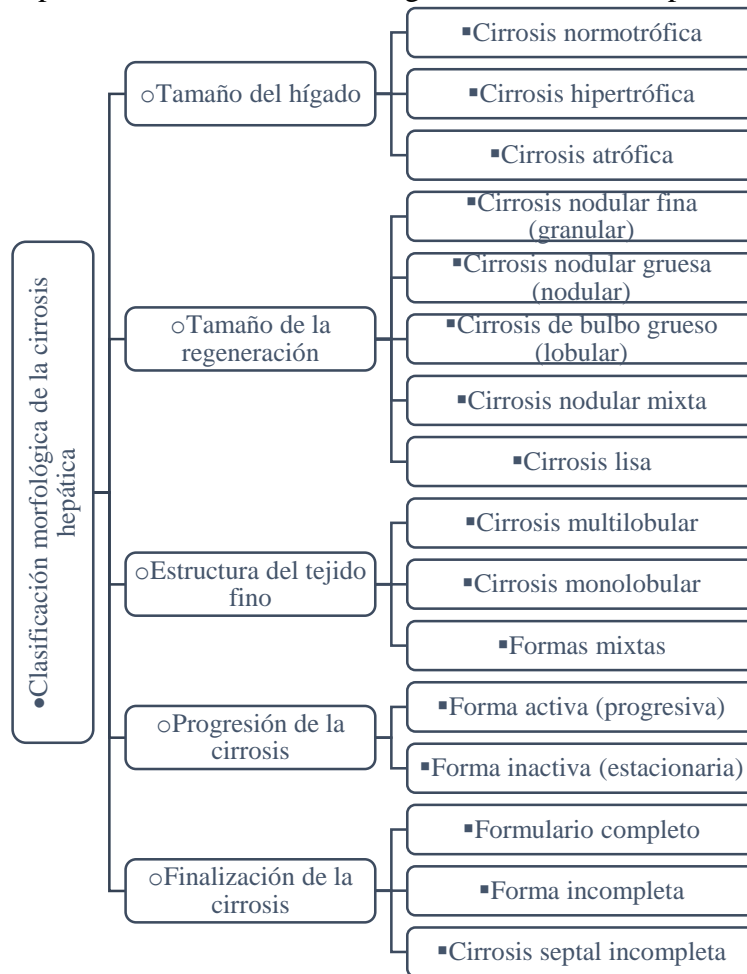 ▪Cirrosis normotrófica
○Tamaño del hígado
▪Cirrosis hipertrófica
▪Cirrosis atrófica
▪Cirrosis nodular fina
(granular)
▪Cirrosis nodular gruesa
(nodular)
○Tamaño de la
regeneración
▪Cirrosis de bulbo grueso
(lobular)
▪Cirrosis nodular mixta
▪Cirrosis lisa
•Clasificación morfológica de la cirrosis
hepática
▪Cirrosis multilobular
○Estructura del tejido
fino
▪Cirrosis monolobular
▪Formas mixtas
○Progresión de la
cirrosis
▪Forma activa (progresiva)
▪Forma inactiva (estacionaria)
▪Formulario completo
○Finalización de la
cirrosis
▪Forma incompleta
▪Cirrosis septal incompleta